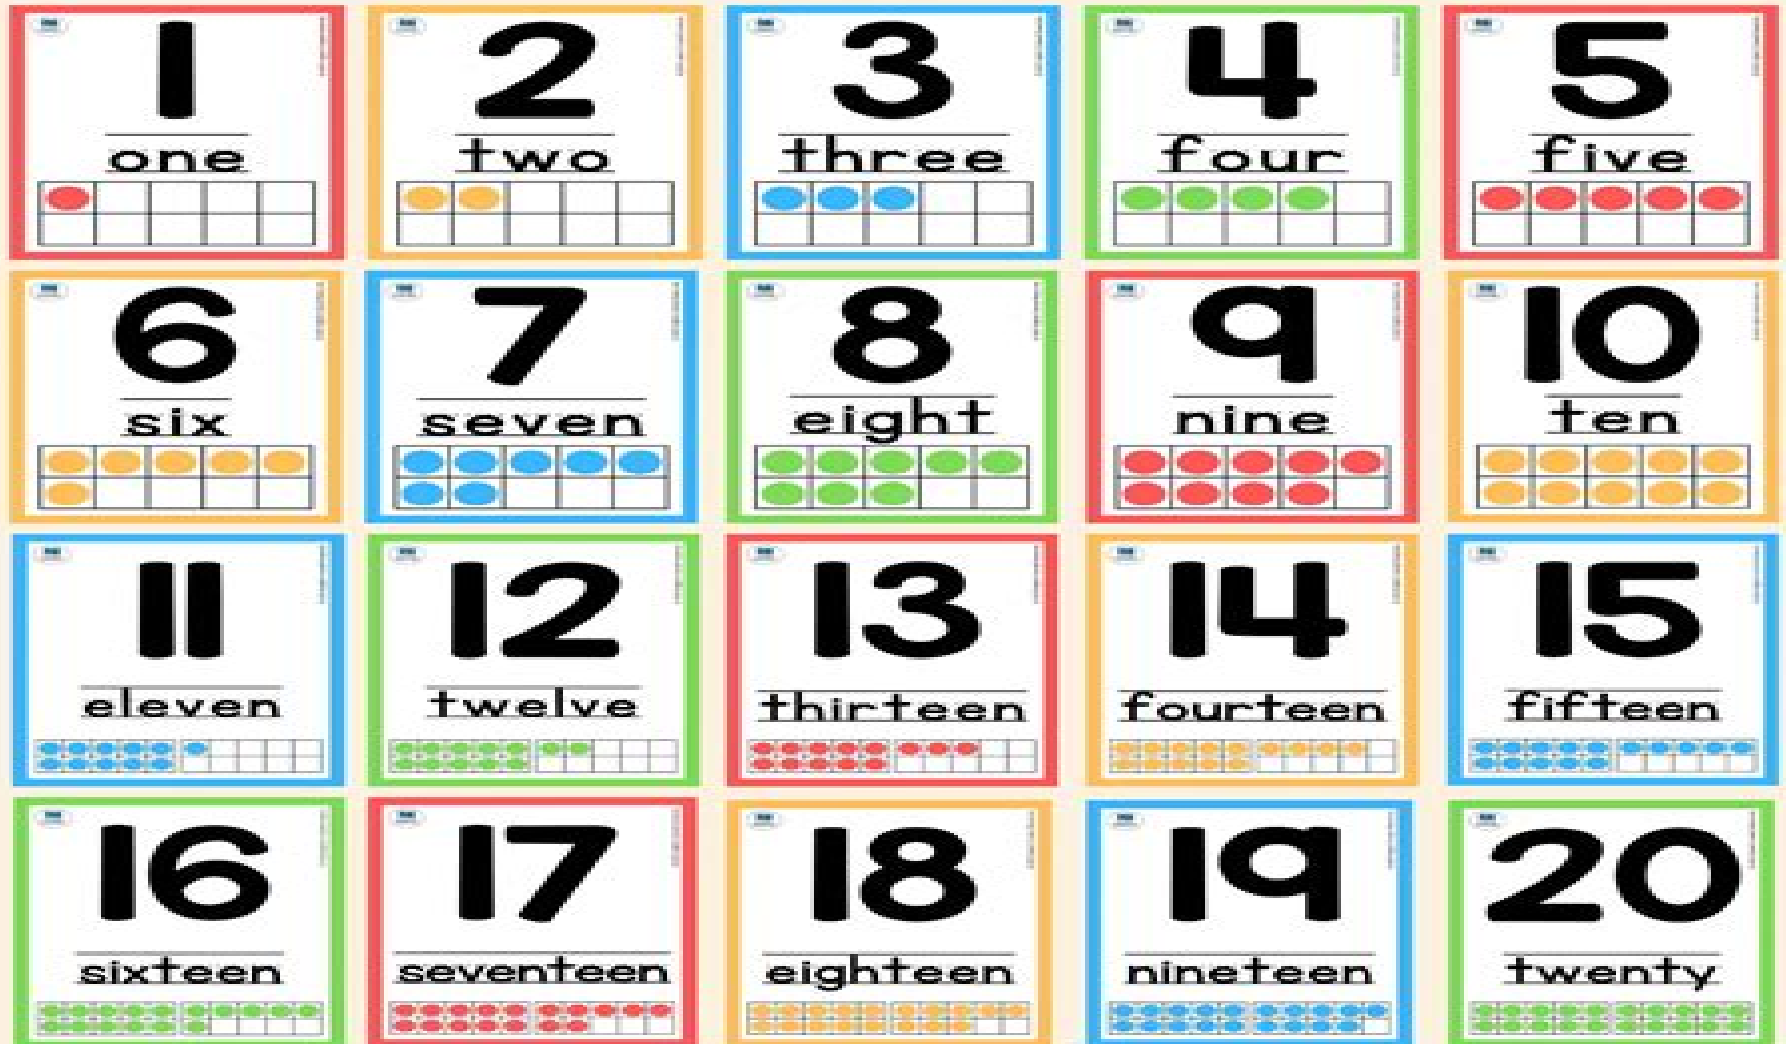 1
one
2
two
3
three
4
four
5
five
6
six
7
seven
8
eight
9
nine
10
ten
11
eleven
12
twelve
13
thirteen
14
fourteen
15
fifteen
16
sixteen
17
seventeen
18
eighteen
19
nineteen
20
twenty